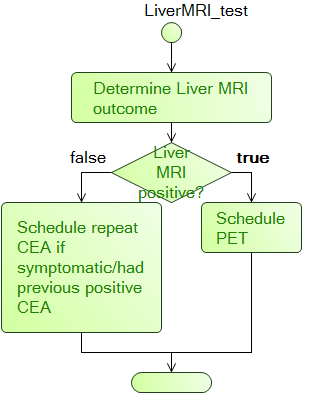 LiverMRI_test
Determine Liver MRI
outcome
Liver
MRI
positive?
false
true
Schedule repeat
CEA if
symptomatic/had
previous positive
CEA
Schedule
PET